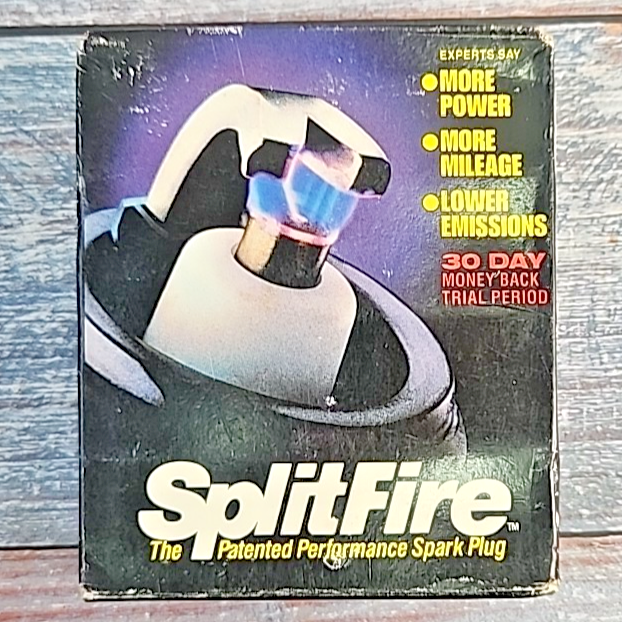 EXPERTS SAY
●MORE
POWER
●MORE
MILEAGE
●LOWER
EMISSIONS
30 DAY
MONEY BACK
TRIAL PERIOD
SplitFire™
The Patented Performance Spark Plug